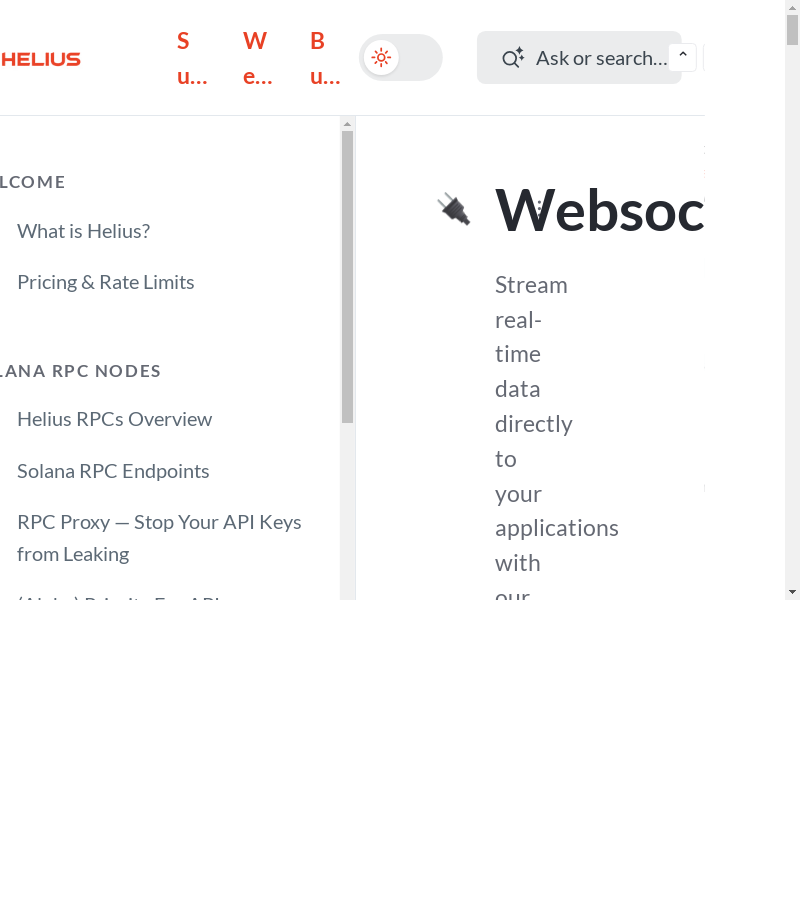 HELIUS
S
u...
W
e...
B
u...
Ask or search...
⌃
LCOME
What is Helius?
Pricing & Rate Limits
LANA RPC NODES
Helius RPCs Overview
Solana RPC Endpoints
RPC Proxy — Stop Your API Keys
from Leaking
Websoc
Stream
real-
time
data
directly
to
your
applications
with
our